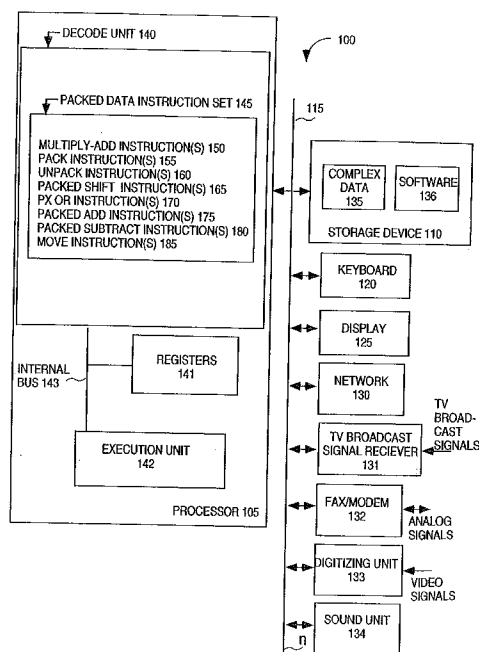 DECODE UNIT 140
100
PACKED DATA INSTRUCTION SET 145
115
MULTIPLY-ADD INSTRUCTION(S) 150
PACK INSTRUCTION(S) 155
UNPACK INSTRUCTION(S) 160
PACKED SHIFT INSTRUCTION(S) 165
PX OR INSTRUCTION(S) 170
PACKED ADD INSTRUCTION(S) 175
PACKED SUBTRACT INSTRUCTION(S) 180
MOVE INSTRUCTION(S) 185
COMPLEX
DATA
135
SOFTWARE
136
STORAGE DEVICE 110
KEYBOARD
120
DISPLAY
125
INTERNAL
BUS 143
REGISTERS
141
NETWORK
130
TV
BROAD-
CAST
SIGNALS
TV BROADCAST
SIGNAL RECIEVER
131
EXECUTION UNIT
142
PROCESSOR 105
FAX/MODEM
132
ANALOG
SIGNALS
DIGITIZING UNIT
133
VIDEO
SIGNALS
SOUND UNIT
134